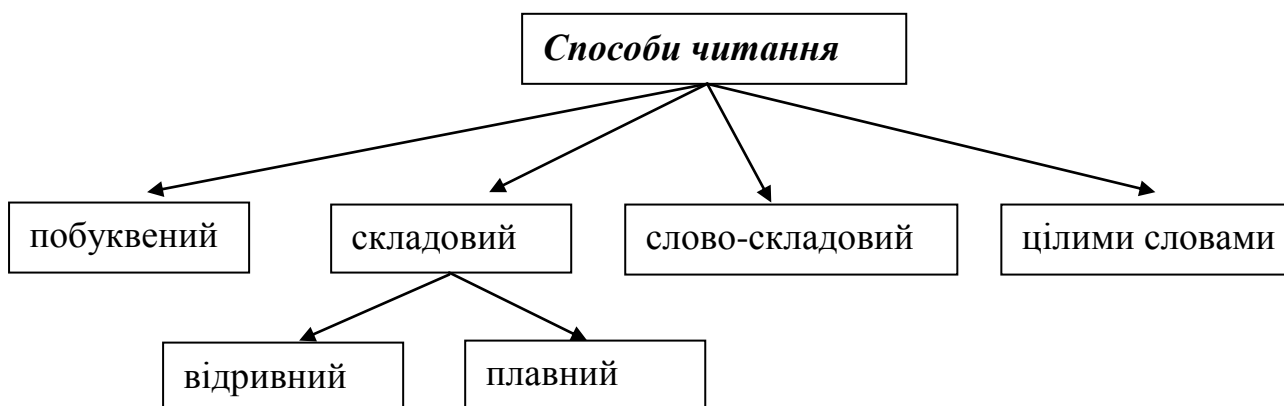 Способи читання
побуквений
складовий
слово-складовий
цілими словами
відривний
плавний